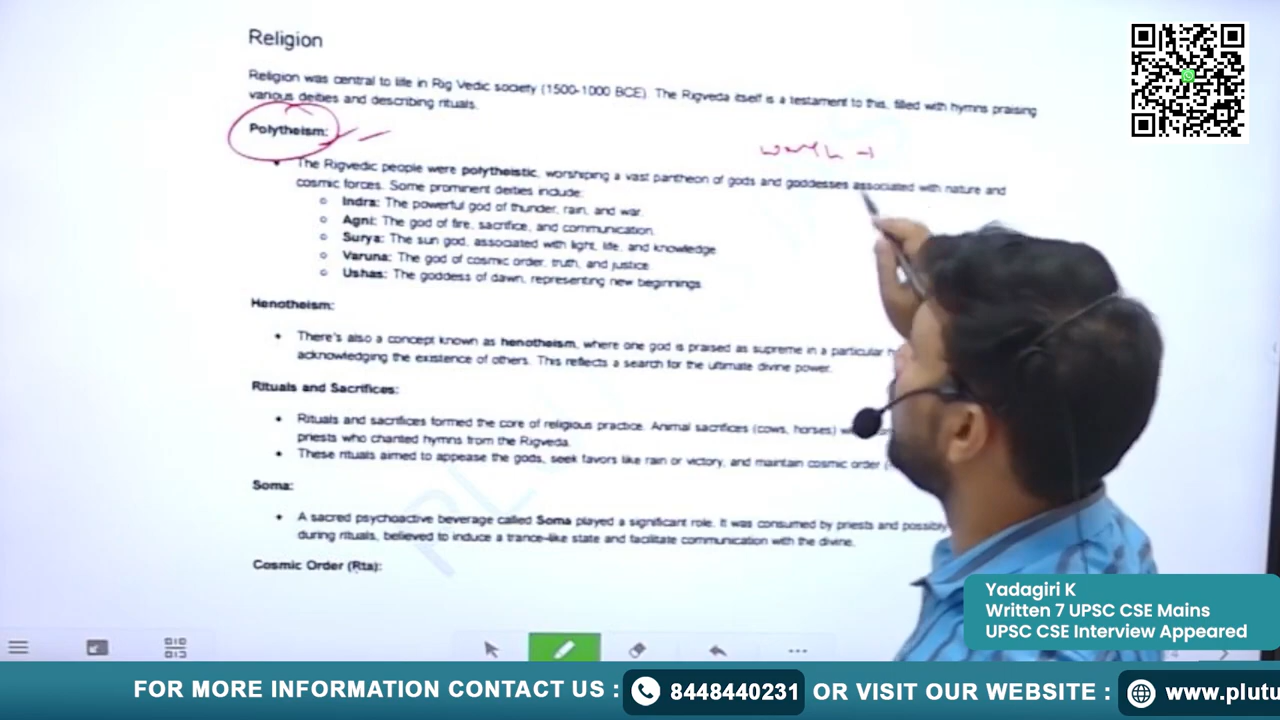 Religion
Religion was central to life in Rig Vedic society (1500-1000 BCE). The Rigveda itself is a testament to this, filled with hymns praising
various deities and describing rituals.
Polytheism:
• The Rigvedic people were polytheistic, worshiping a vast pantheon of gods and goddesses associated with nature and
cosmic forces. Some prominent deities include:
o Indra: The powerful god of thunder, rain, and war.
o Agni: The god of fire, sacrifice, and communication.
o Surya: The sun god, associated with light, life, and knowledge
o Varuna: The god of cosmic order, truth, and justice
o Ushas: The goddess of dawn, representing new beginnings.
Henotheism:
• There's also a concept known as henotheism, where one god is praised as supreme in a particular
acknowledging the existence of others. This reflects a search for the ultimate divine power.
Rituals and Sacrifices:
• Rituals and sacrifices formed the core of religious practice. Animal sacrifices (cows, horses)
priests who chanted hymns from the Rigveda.
• These rituals aimed to appease the gods, seek favors like rain or victory, and maintain cosmic order
Soma:
• A sacred psychoactive beverage called Soma played a significant role. It was consumed by priests and possibly
during rituals, believed to induce a trance-like state and facilitate communication with the divine.
Cosmic Order (Rta):
Yadagiri K
Written 7 UPSC CSE Mains
UPSC CSE Interview Appeared
FOR MORE INFORMATION CONTACT US : 8448440231 OR VISIT OUR WEBSITE : www.plutu